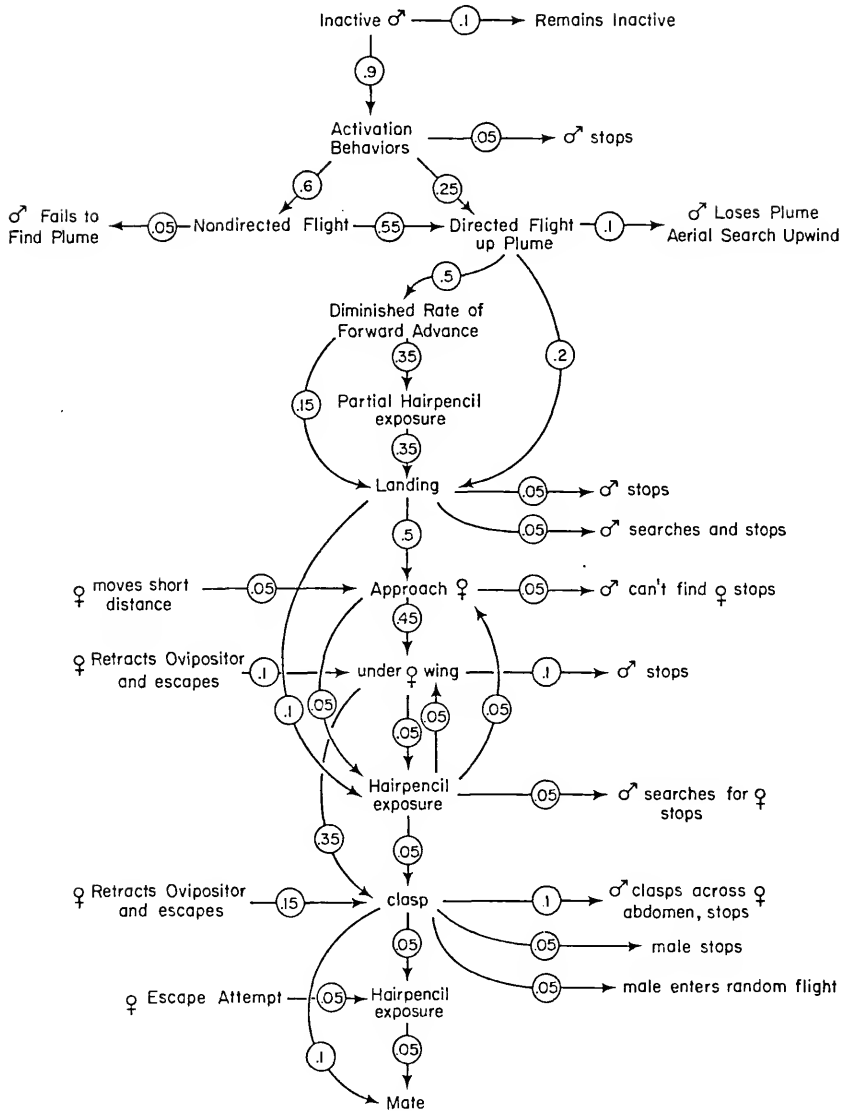 Inactive ♂ .1 Remains Inactive
.9
Activation
Behaviors
.05 ♂ stops
.6 .25
♂ Fails to
Find Plume
.05 Nondirected Flight .55
Directed Flight
up Plume
.1
♂ Loses Plume
Aerial Search Upwind
.5
Diminished Rate of
Forward Advance
.35 .2
.15
Partial Hairpencil
exposure
.35
Landing .05 ♂ stops
.05 ♂ searches and stops
.5
♀ moves short
distance
.05 Approach ♀ .05 ♂ can't find ♀ stops
.45
♀ Retracts Ovipositor
and escapes
.1 under ♀ wing .1 ♂ stops
.1 .05 .05 .05 .05
Hairpencil
exposure
.05
♂ searches for ♀
stops
.35 .05
♀ Retracts Ovipositor
and escapes
.15 clasp .1
♂ clasps across ♀
abdomen, stops
.05 .05 male stops
.05 male enters random flight
♀ Escape Attempt .05 Hairpencil
exposure
.05
.1
Mate